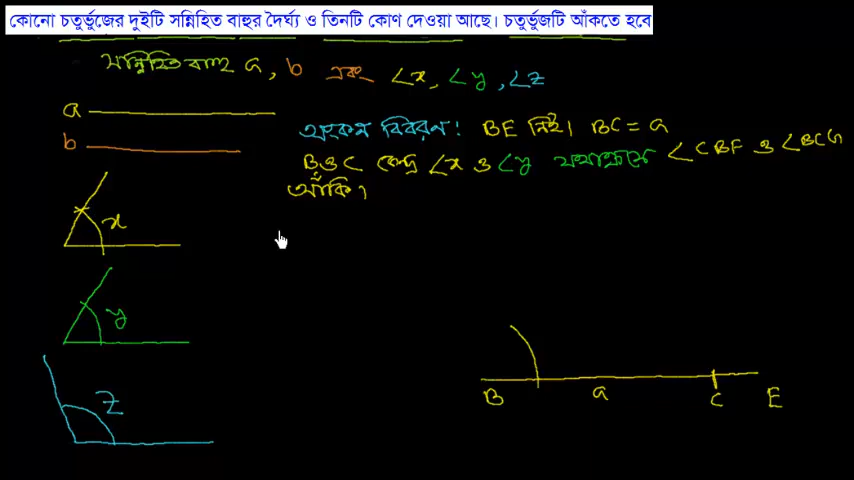 কোনো চতুর্ভুজের দুইটি সন্নিহিত বাহুর দৈর্ঘ্য ও তিনটি কোণ দেওয়া আছে। চতুর্ভুজটি আঁকতে হবে
সন্নিহিত বাহু a, b এবং ∠x, ∠y, ∠z
a
b
অংকন বিবরণ: BE নিই। BC = a
B ও C কেন্দ্রে ∠x ও ∠y যথাক্রমে ∠CBF ও ∠BCG
আঁকি।
x
y
z
B a C E